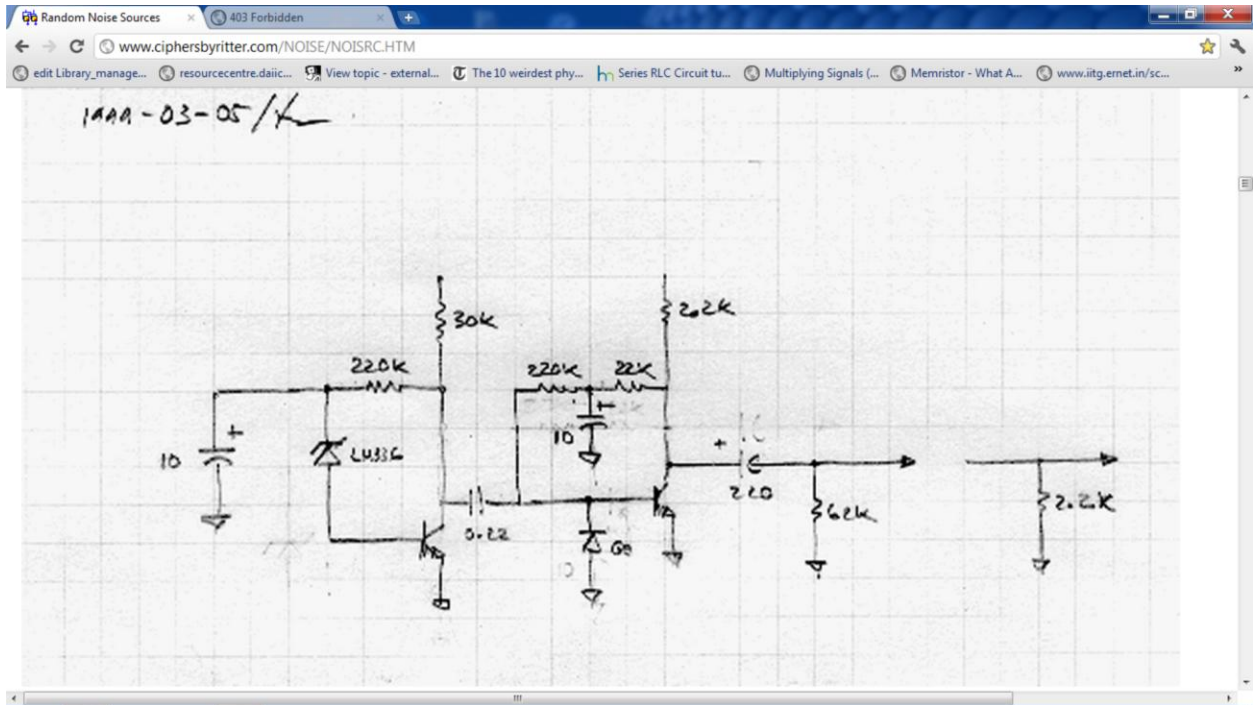 Random Noise Sources
403 Forbidden
www.ciphersbyritter.com/NOISE/NOISRC.HTM
edit Library_manage... resourcecentre.daiic... View topic - external... The 10 weirdest phy... Series RLC Circuit tu... Multiplying Signals (... Memristor - What A... www.iitg.ernet.in/sc... »
-03-05/
30K
2.2K
220K
220K
22K
+
+
10
LM336
10
+
220
0.22
Ge
62K
2.2K